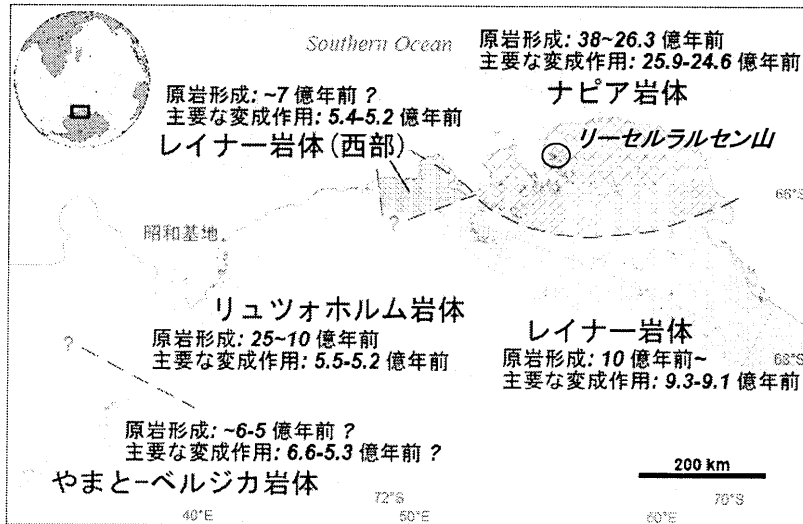 Southern Ocean
原岩形成: 38~26.3 億年前
主要な変成作用: 25.9-24.6 億年前
ナピア岩体
リーセルラルセン山
原岩形成: ~7 億年前 ?
主要な変成作用: 5.4-5.2 億年前
レイナー岩体(西部)
66°S
?
昭和基地
リュツォホルム岩体
原岩形成: 25~10 億年前
主要な変成作用: 5.5-5.2 億年前
レイナー岩体
原岩形成: 10 億年前~
主要な変成作用: 9.3-9.1 億年前
68°S
?
原岩形成: ~6-5 億年前 ?
主要な変成作用: 6.6-5.3 億年前 ?
やまと-ベルジカ岩体
200 km
72°S
70°S
40°E
50°E
60°E